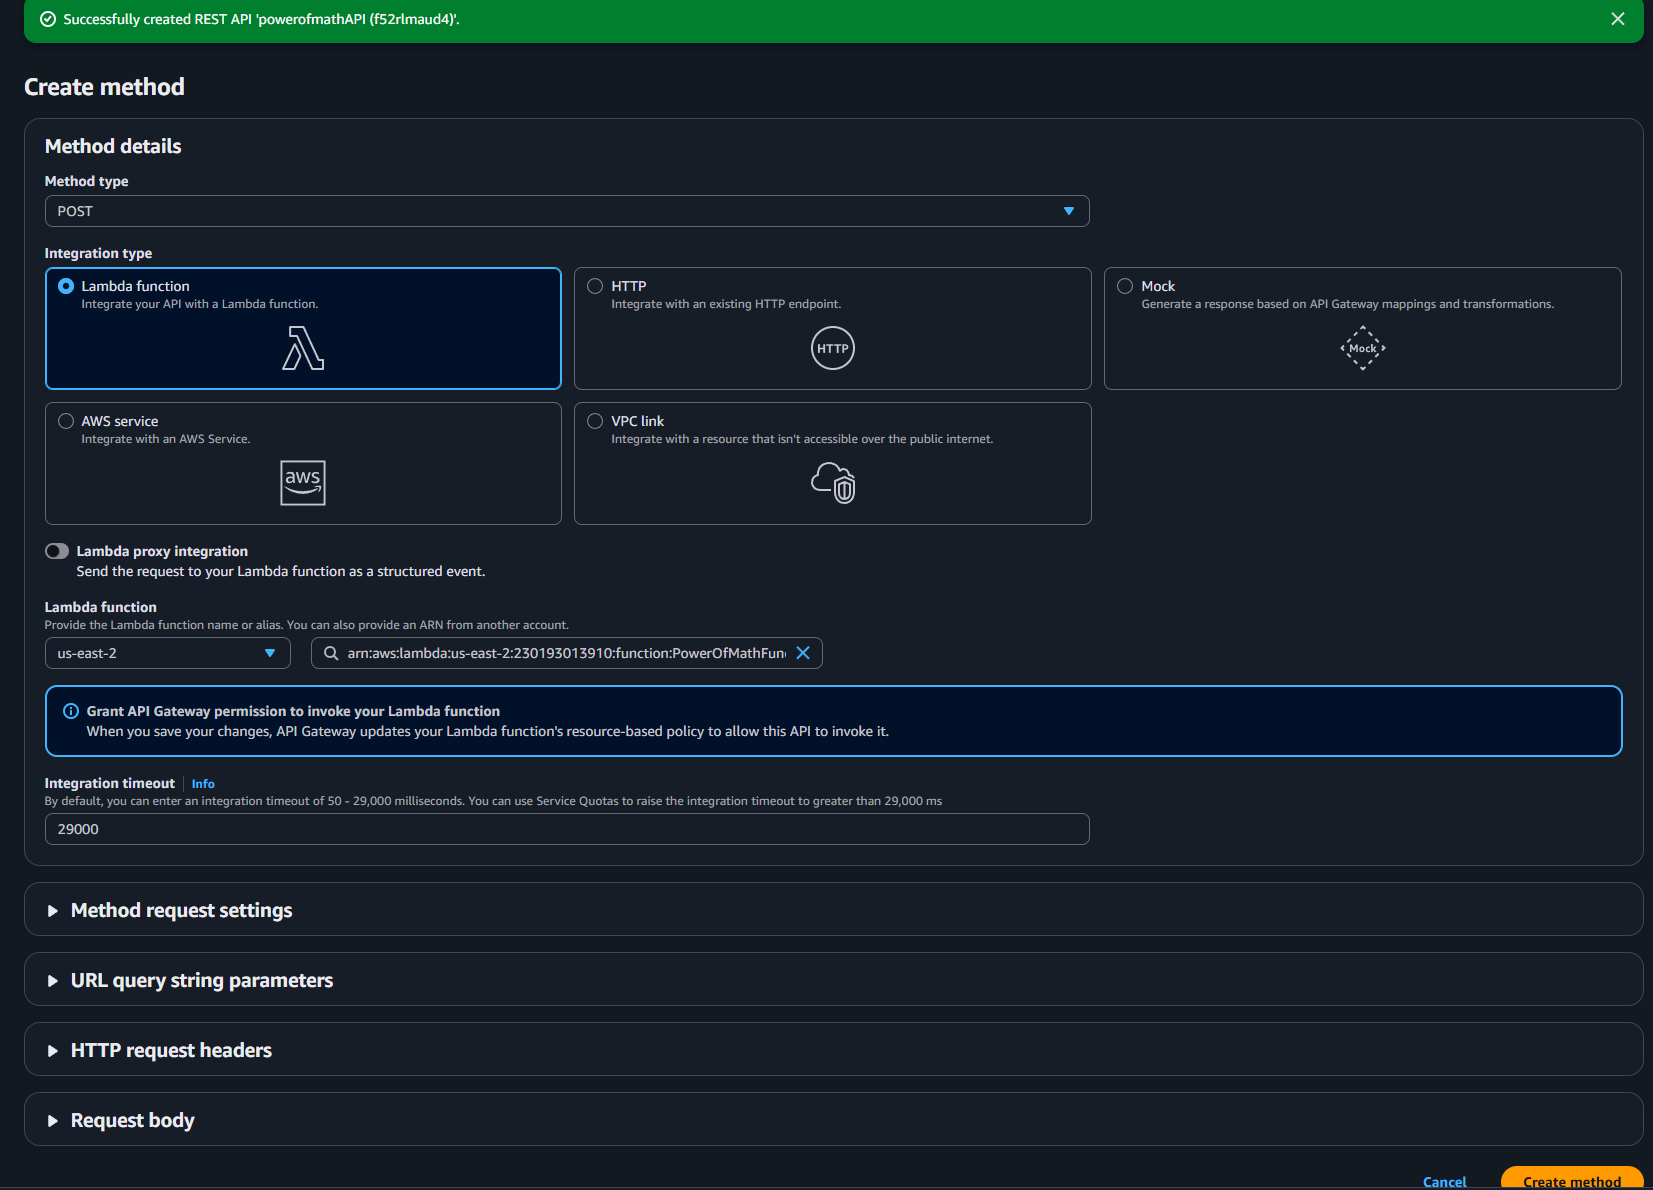 Successfully created REST API 'powerofmathAPI (f52rlmaud4)'.
Create method
Method details
Method type
POST
Integration type
Lambda function
Integrate your API with a Lambda function.
HTTP
Integrate with an existing HTTP endpoint.
HTTP
Mock
Generate a response based on API Gateway mappings and transformations.
Mock
AWS service
Integrate with an AWS Service.
aws
VPC link
Integrate with a resource that isn't accessible over the public internet.
Lambda proxy integration
Send the request to your Lambda function as a structured event.
Lambda function
Provide the Lambda function name or alias. You can also provide an ARN from another account.
us-east-2
arn:aws:lambda:us-east-2:230193013910:function:PowerOfMathFun
Grant API Gateway permission to invoke your Lambda function
When you save your changes, API Gateway updates your Lambda function's resource-based policy to allow this API to invoke it.
Integration timeout Info
By default, you can enter an integration timeout of 50 - 29,000 milliseconds. You can use Service Quotas to raise the integration timeout to greater than 29,000 ms
29000
Method request settings
URL query string parameters
HTTP request headers
Request body
Cancel
Create method